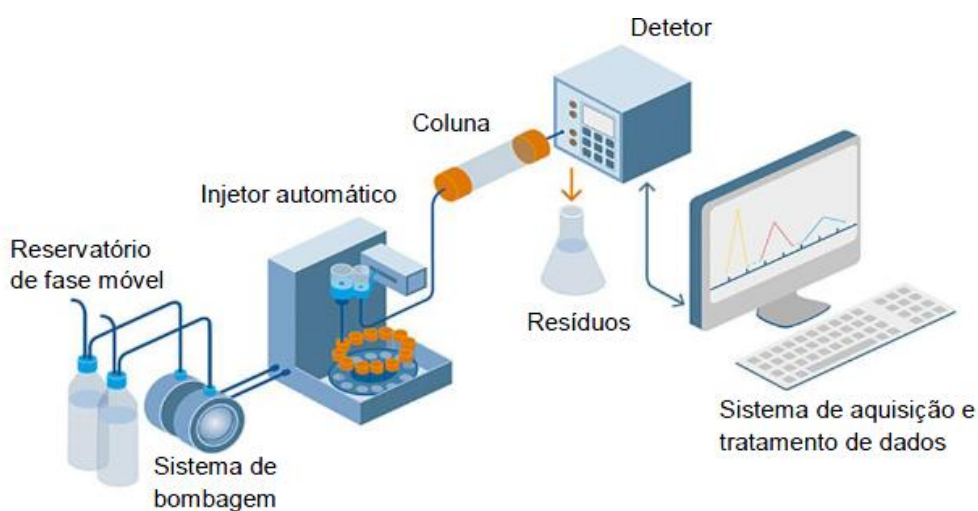 Detetor
Coluna
Injetor automático
Reservatório
de fase móvel
Resíduos
Sistema de aquisição e
tratamento de dados
Sistema de
bombagem